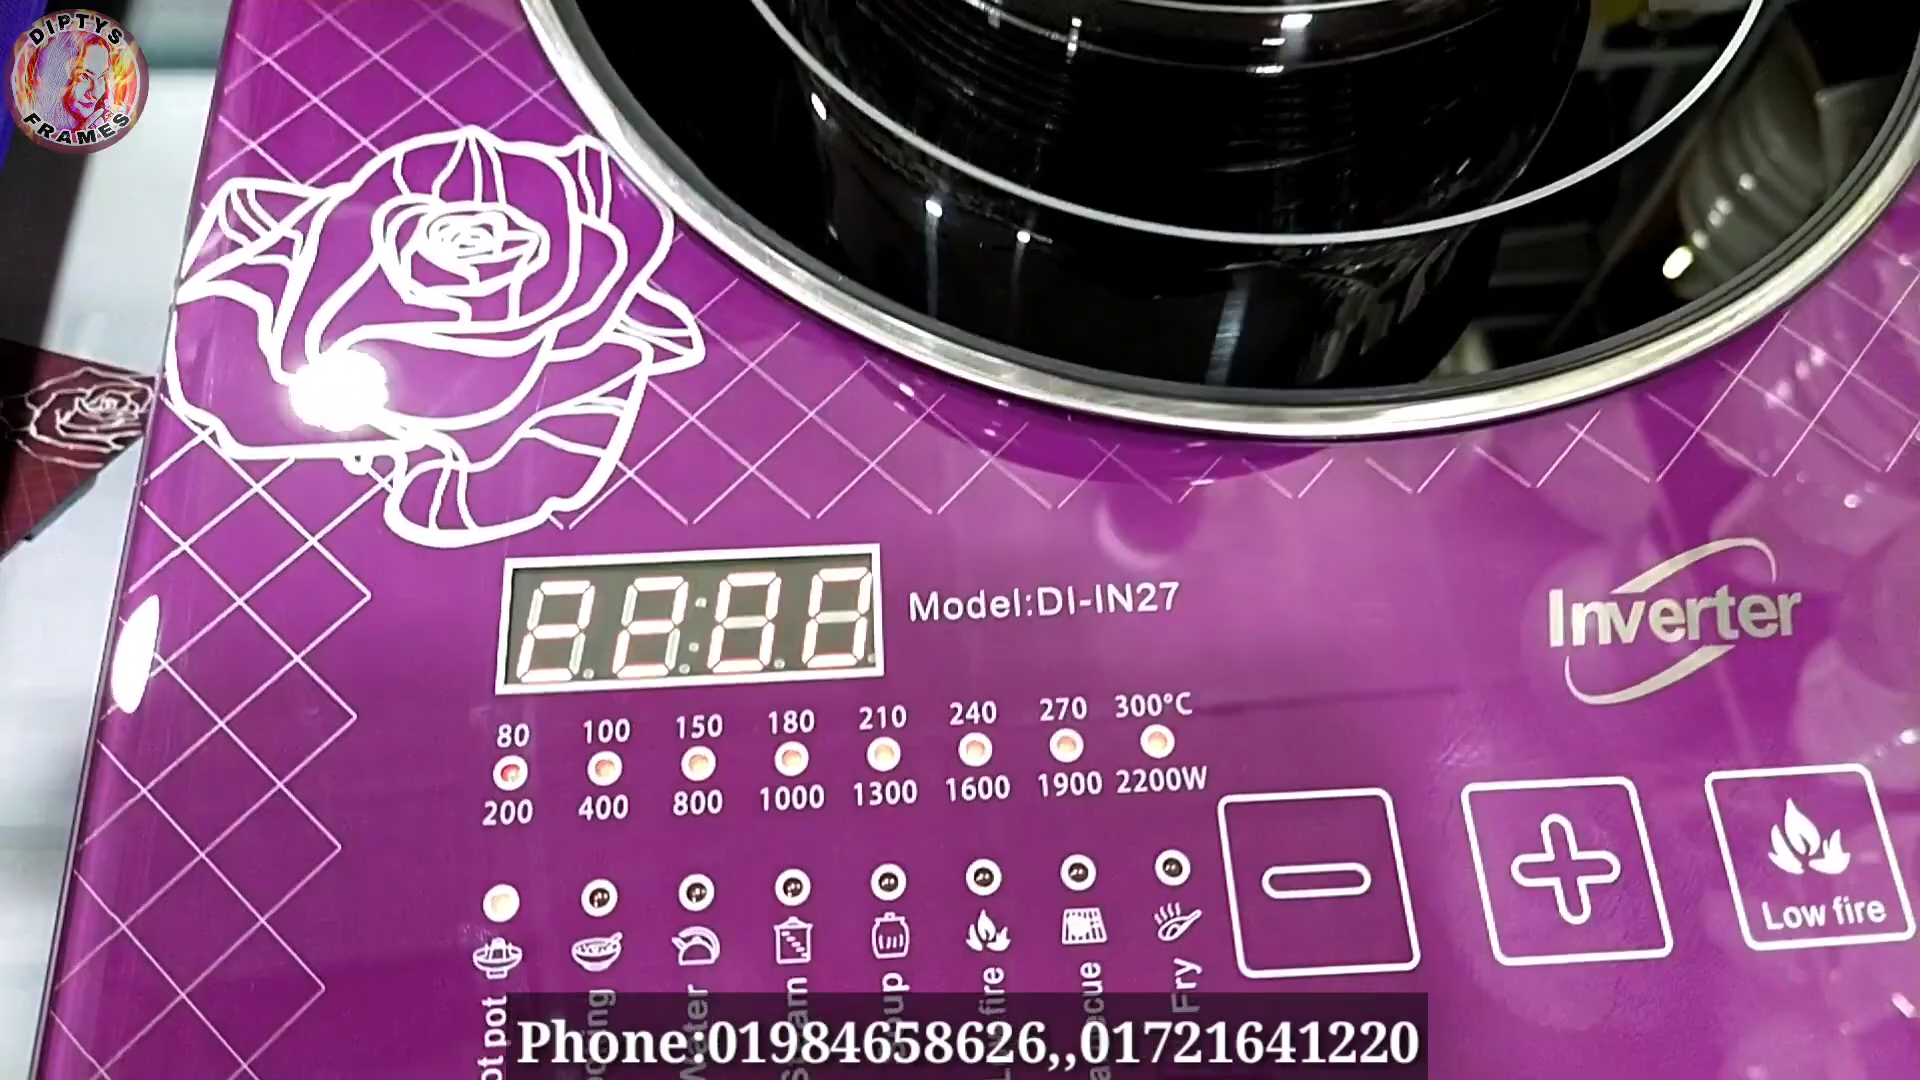 DIPTYS
FRAMES
Model:DI-IN27
Inverter
80 100 150 180 210 240 270 300°C
200 400 800 1000 1300 1600 1900 2200W
Low fire
Fry
Phone:01984658626,,01721641220